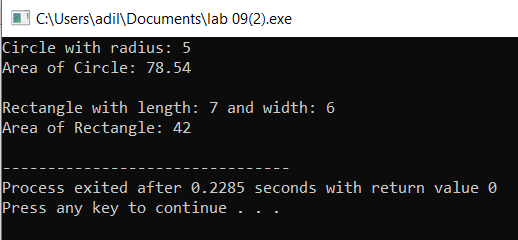 C:\Users\adil\Documents\lab 09(2).exe
Circle with radius: 5
Area of Circle: 78.54
Rectangle with length: 7 and width: 6
Area of Rectangle: 42
--------------------------------
Process exited after 0.2285 seconds with return value 0
Press any key to continue . . .